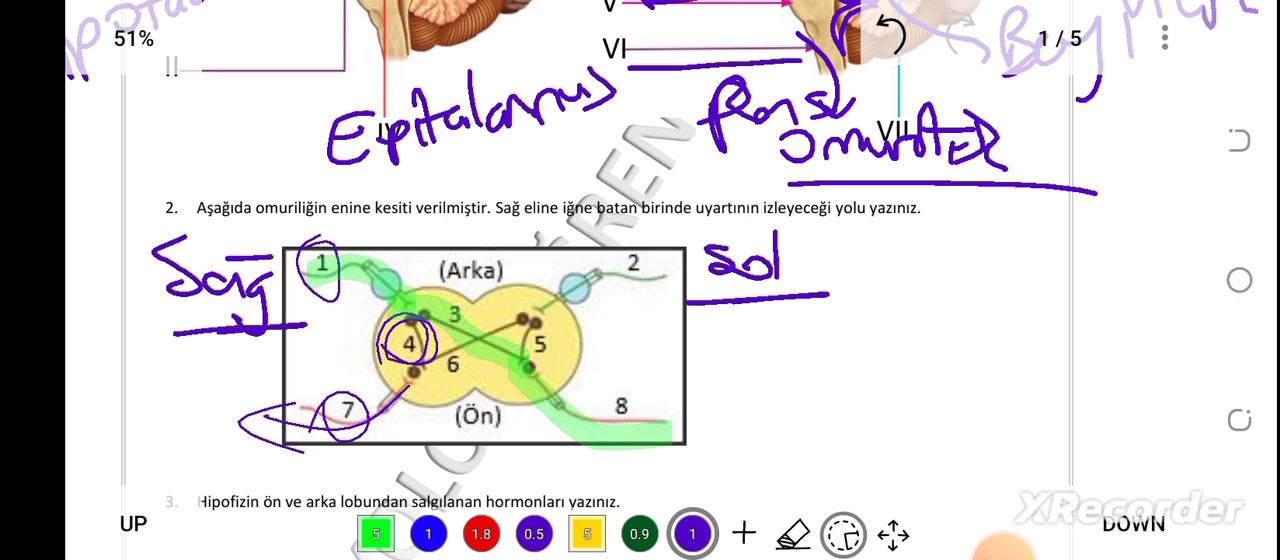 51%
V
1 / 5
VI
II
Epitalamus
Pons
IV
VII
2. Aşağıda omuriliğin enine kesiti verilmiştir. Sağ eline iğne batan birinde uyartının izleyeceği yolu yazınız.
Sağ
sol
1
(Arka)
2
3
4
5
6
7
(Ön)
8
3. Hipofizin ön ve arka lobundan salgılanan hormonları yazınız.
XRecorder
UP
5
1
1.8
0.5
5
0.9
1
DOWN